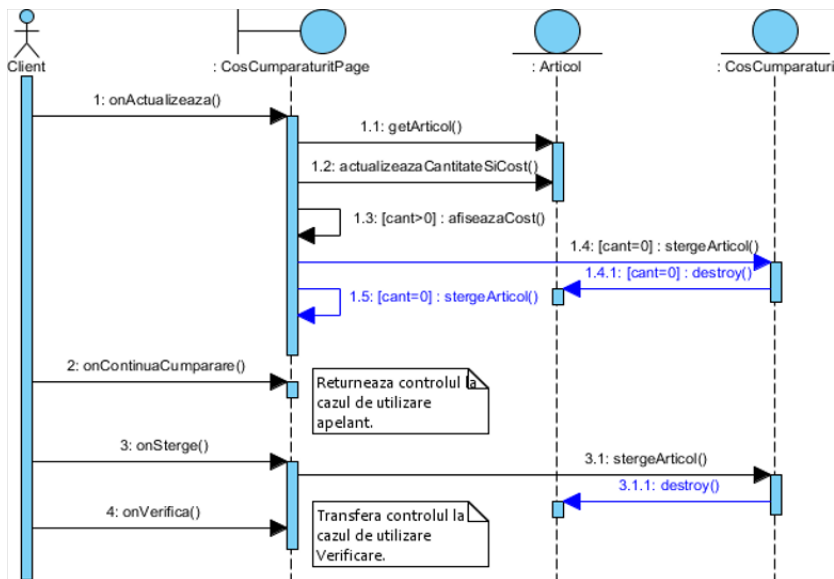 Client
: CosCumparaturitPage
: Articol
: CosCumparaturi
1: onActualizeaza()
1.1: getArticol()
1.2: actualizeazaCantitateSiCost()
1.3: [cant>0] : afiseazaCost()
1.4: [cant=0] : stergeArticol()
1.4.1: [cant=0] : destroy()
1.5: [cant=0] : stergeArticol()
2: onContinuaCumparare()
Returneaza controlul la
cazul de utilizare
apelant.
3: onSterge()
3.1: stergeArticol()
3.1.1: destroy()
4: onVerifica()
Transfera controlul la
cazul de utilizare
Verificare.